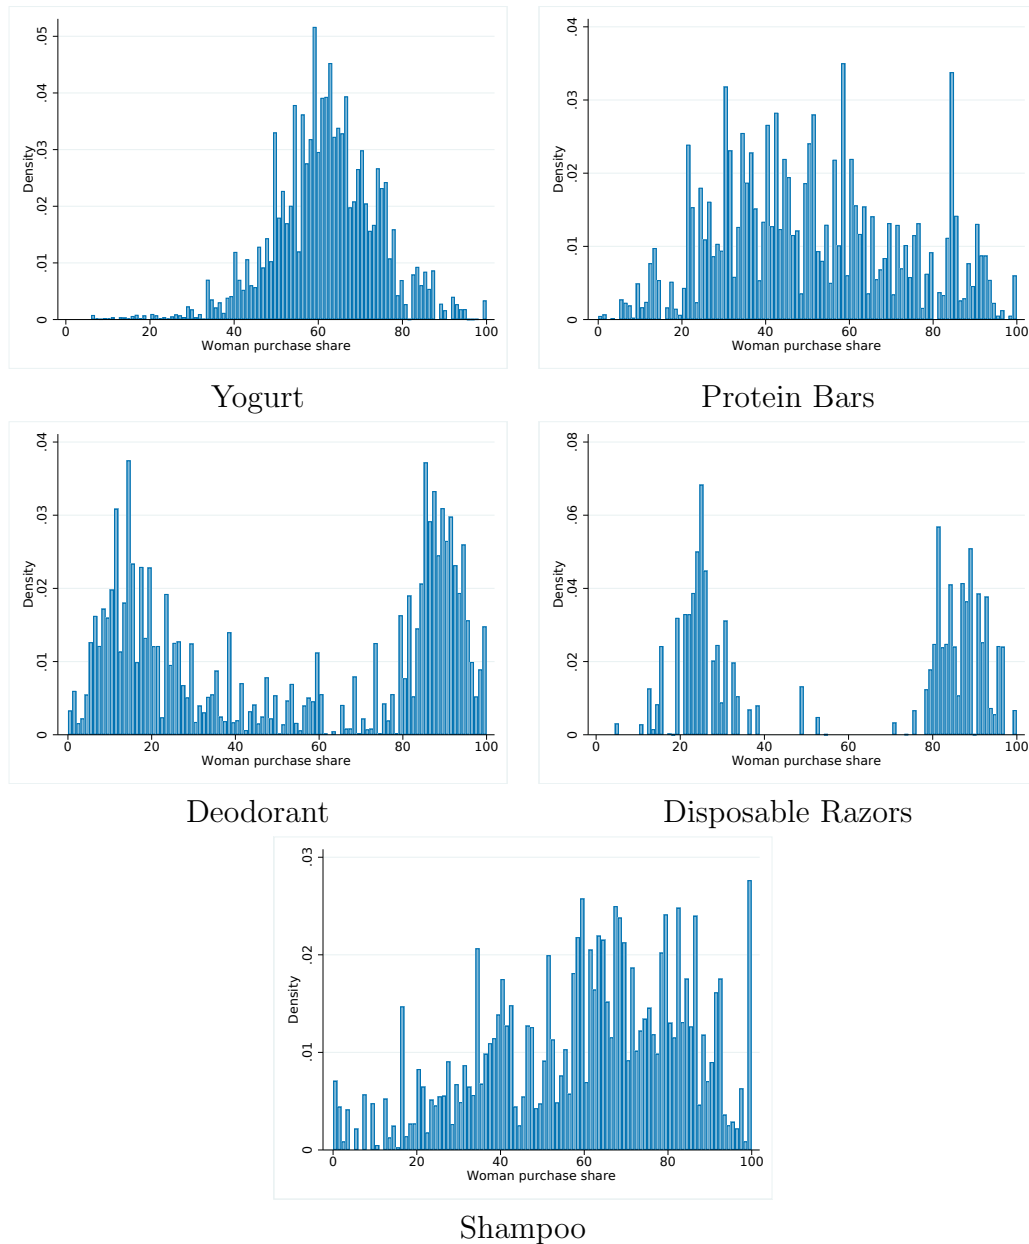 Density
.05
.04
.03
.02
.01
0
0 20 40 60 80 100
Woman purchase share
Yogurt
Density
.04
.03
.02
.01
0
0 20 40 60 80 100
Woman purchase share
Protein Bars
Density
.04
.03
.02
.01
0
0 20 40 60 80 100
Woman purchase share
Deodorant
Density
.08
.06
.04
.02
0
0 20 40 60 80 100
Woman purchase share
Disposable Razors
Density
.03
.02
.01
0
0 20 40 60 80 100
Woman purchase share
Shampoo